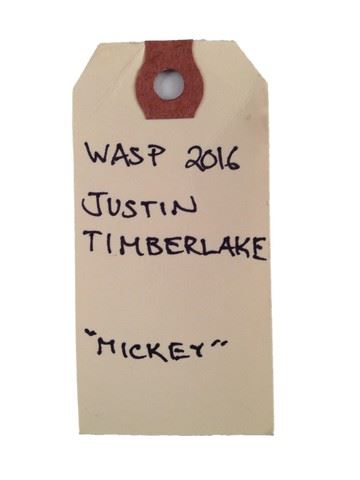 WASP 2016
JUSTIN
TIMBERLAKE
"MICKEY"